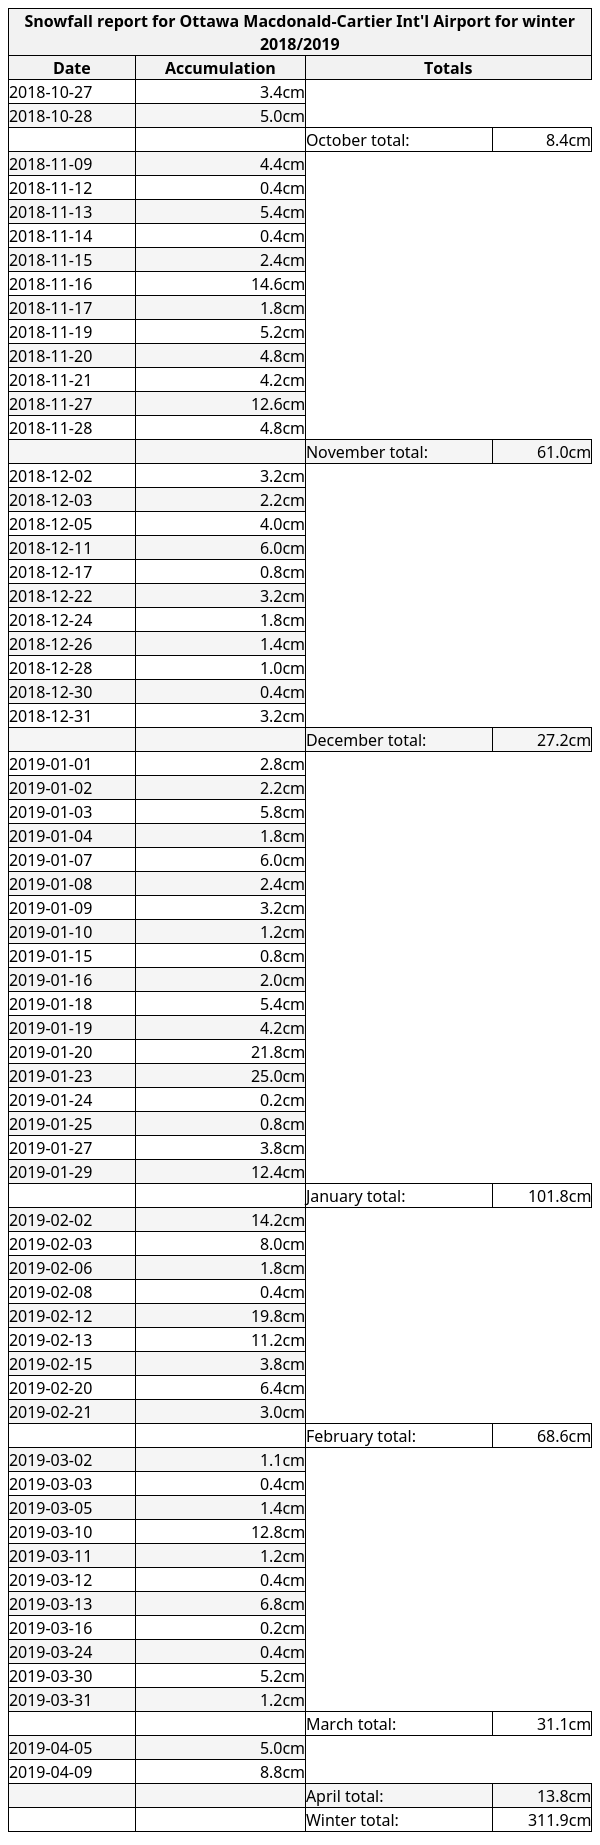 Snowfall report for Ottawa Macdonald-Cartier Int'l Airport for winter
2018/2019
Date Accumulation Totals
2018-10-27 3.4cm
2018-10-28 5.0cm
October total: 8.4cm
2018-11-09 4.4cm
2018-11-12 0.4cm
2018-11-13 5.4cm
2018-11-14 0.4cm
2018-11-15 2.4cm
2018-11-16 14.6cm
2018-11-17 1.8cm
2018-11-19 5.2cm
2018-11-20 4.8cm
2018-11-21 4.2cm
2018-11-27 12.6cm
2018-11-28 4.8cm
November total: 61.0cm
2018-12-02 3.2cm
2018-12-03 2.2cm
2018-12-05 4.0cm
2018-12-11 6.0cm
2018-12-17 0.8cm
2018-12-22 3.2cm
2018-12-24 1.8cm
2018-12-26 1.4cm
2018-12-28 1.0cm
2018-12-30 0.4cm
2018-12-31 3.2cm
December total: 27.2cm
2019-01-01 2.8cm
2019-01-02 2.2cm
2019-01-03 5.8cm
2019-01-04 1.8cm
2019-01-07 6.0cm
2019-01-08 2.4cm
2019-01-09 3.2cm
2019-01-10 1.2cm
2019-01-15 0.8cm
2019-01-16 2.0cm
2019-01-18 5.4cm
2019-01-19 4.2cm
2019-01-20 21.8cm
2019-01-23 25.0cm
2019-01-24 0.2cm
2019-01-25 0.8cm
2019-01-27 3.8cm
2019-01-29 12.4cm
January total: 101.8cm
2019-02-02 14.2cm
2019-02-03 8.0cm
2019-02-06 1.8cm
2019-02-08 0.4cm
2019-02-12 19.8cm
2019-02-13 11.2cm
2019-02-15 3.8cm
2019-02-20 6.4cm
2019-02-21 3.0cm
February total: 68.6cm
2019-03-02 1.1cm
2019-03-03 0.4cm
2019-03-05 1.4cm
2019-03-10 12.8cm
2019-03-11 1.2cm
2019-03-12 0.4cm
2019-03-13 6.8cm
2019-03-16 0.2cm
2019-03-24 0.4cm
2019-03-30 5.2cm
2019-03-31 1.2cm
March total: 31.1cm
2019-04-05 5.0cm
2019-04-09 8.8cm
April total: 13.8cm
Winter total: 311.9cm